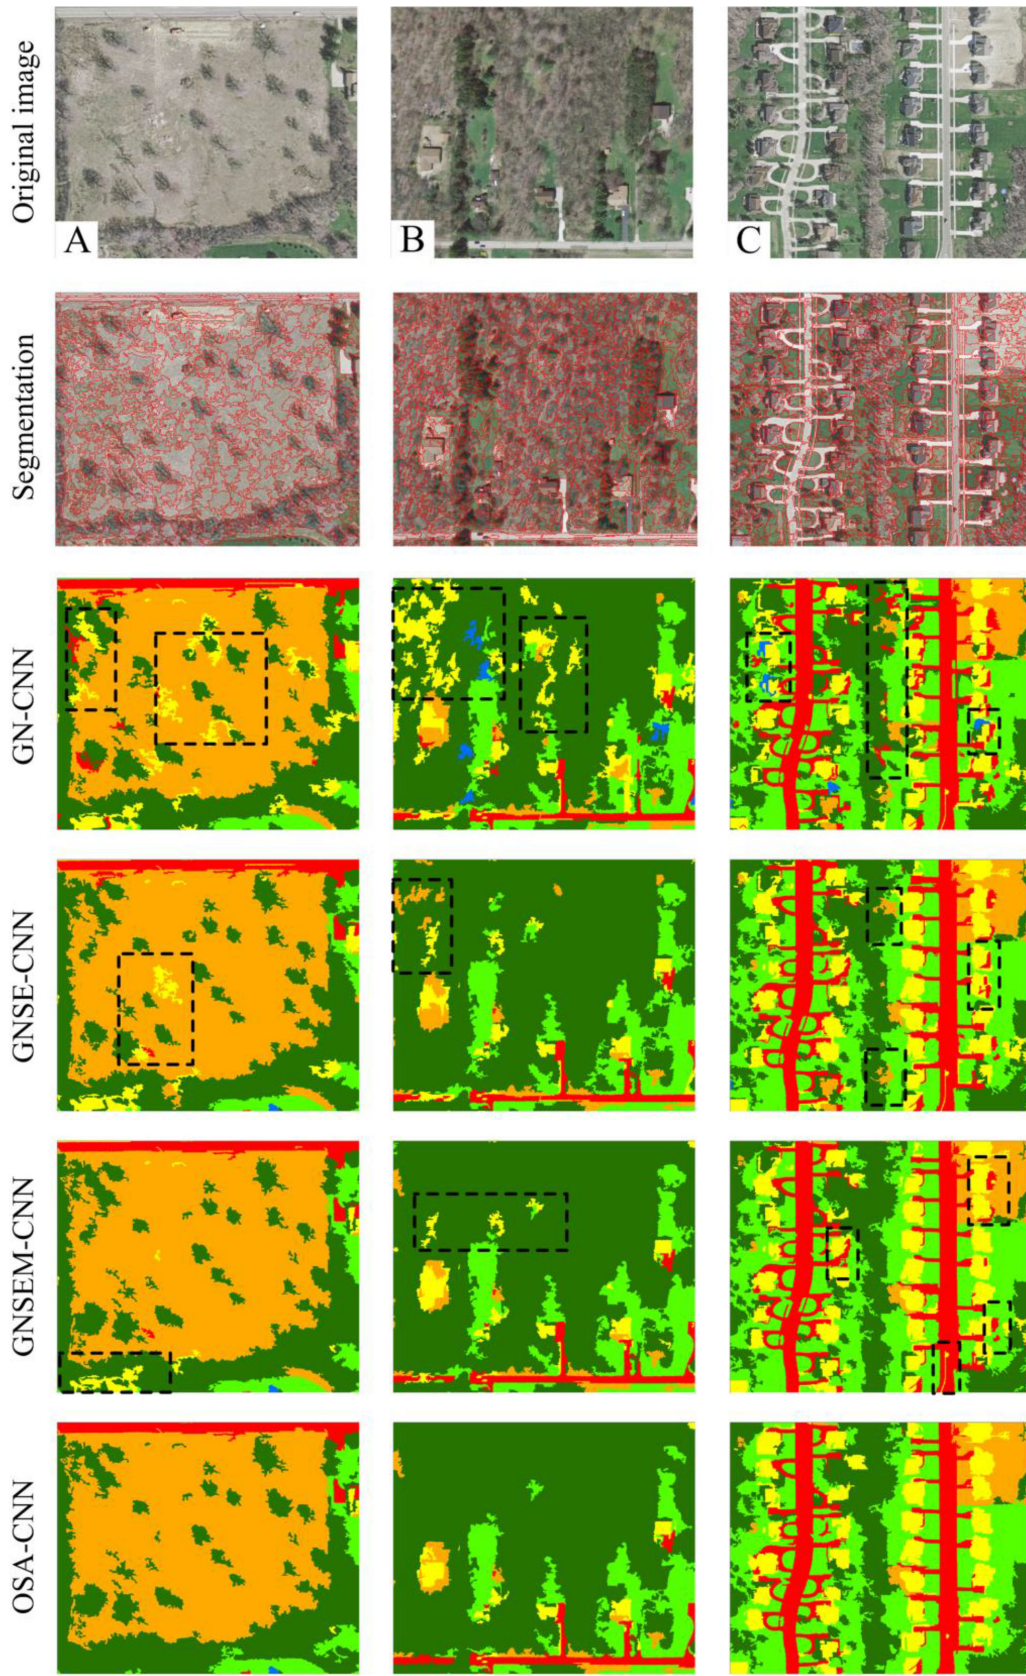 Original image
A
B
C
Segmentation
GN-CNN
GNSE-CNN
GNSEM-CNN
OSA-CNN